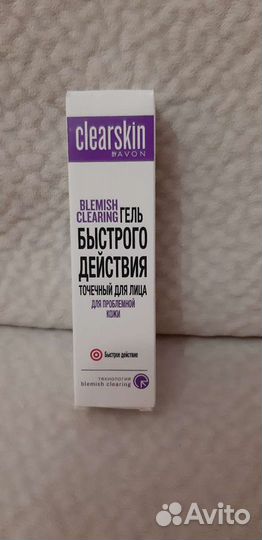 clearskin
BY AVON
BLEMISH
CLEARING ГЕЛЬ
БЫСТРОГО
ДЕЙСТВИЯ
ТОЧЕЧНЫЙ ДЛЯ ЛИЦА
ДЛЯ ПРОБЛЕМНОЙ
КОЖИ
Быстрое действие
ТЕХНОЛОГИЯ
blemish clearing
Avito